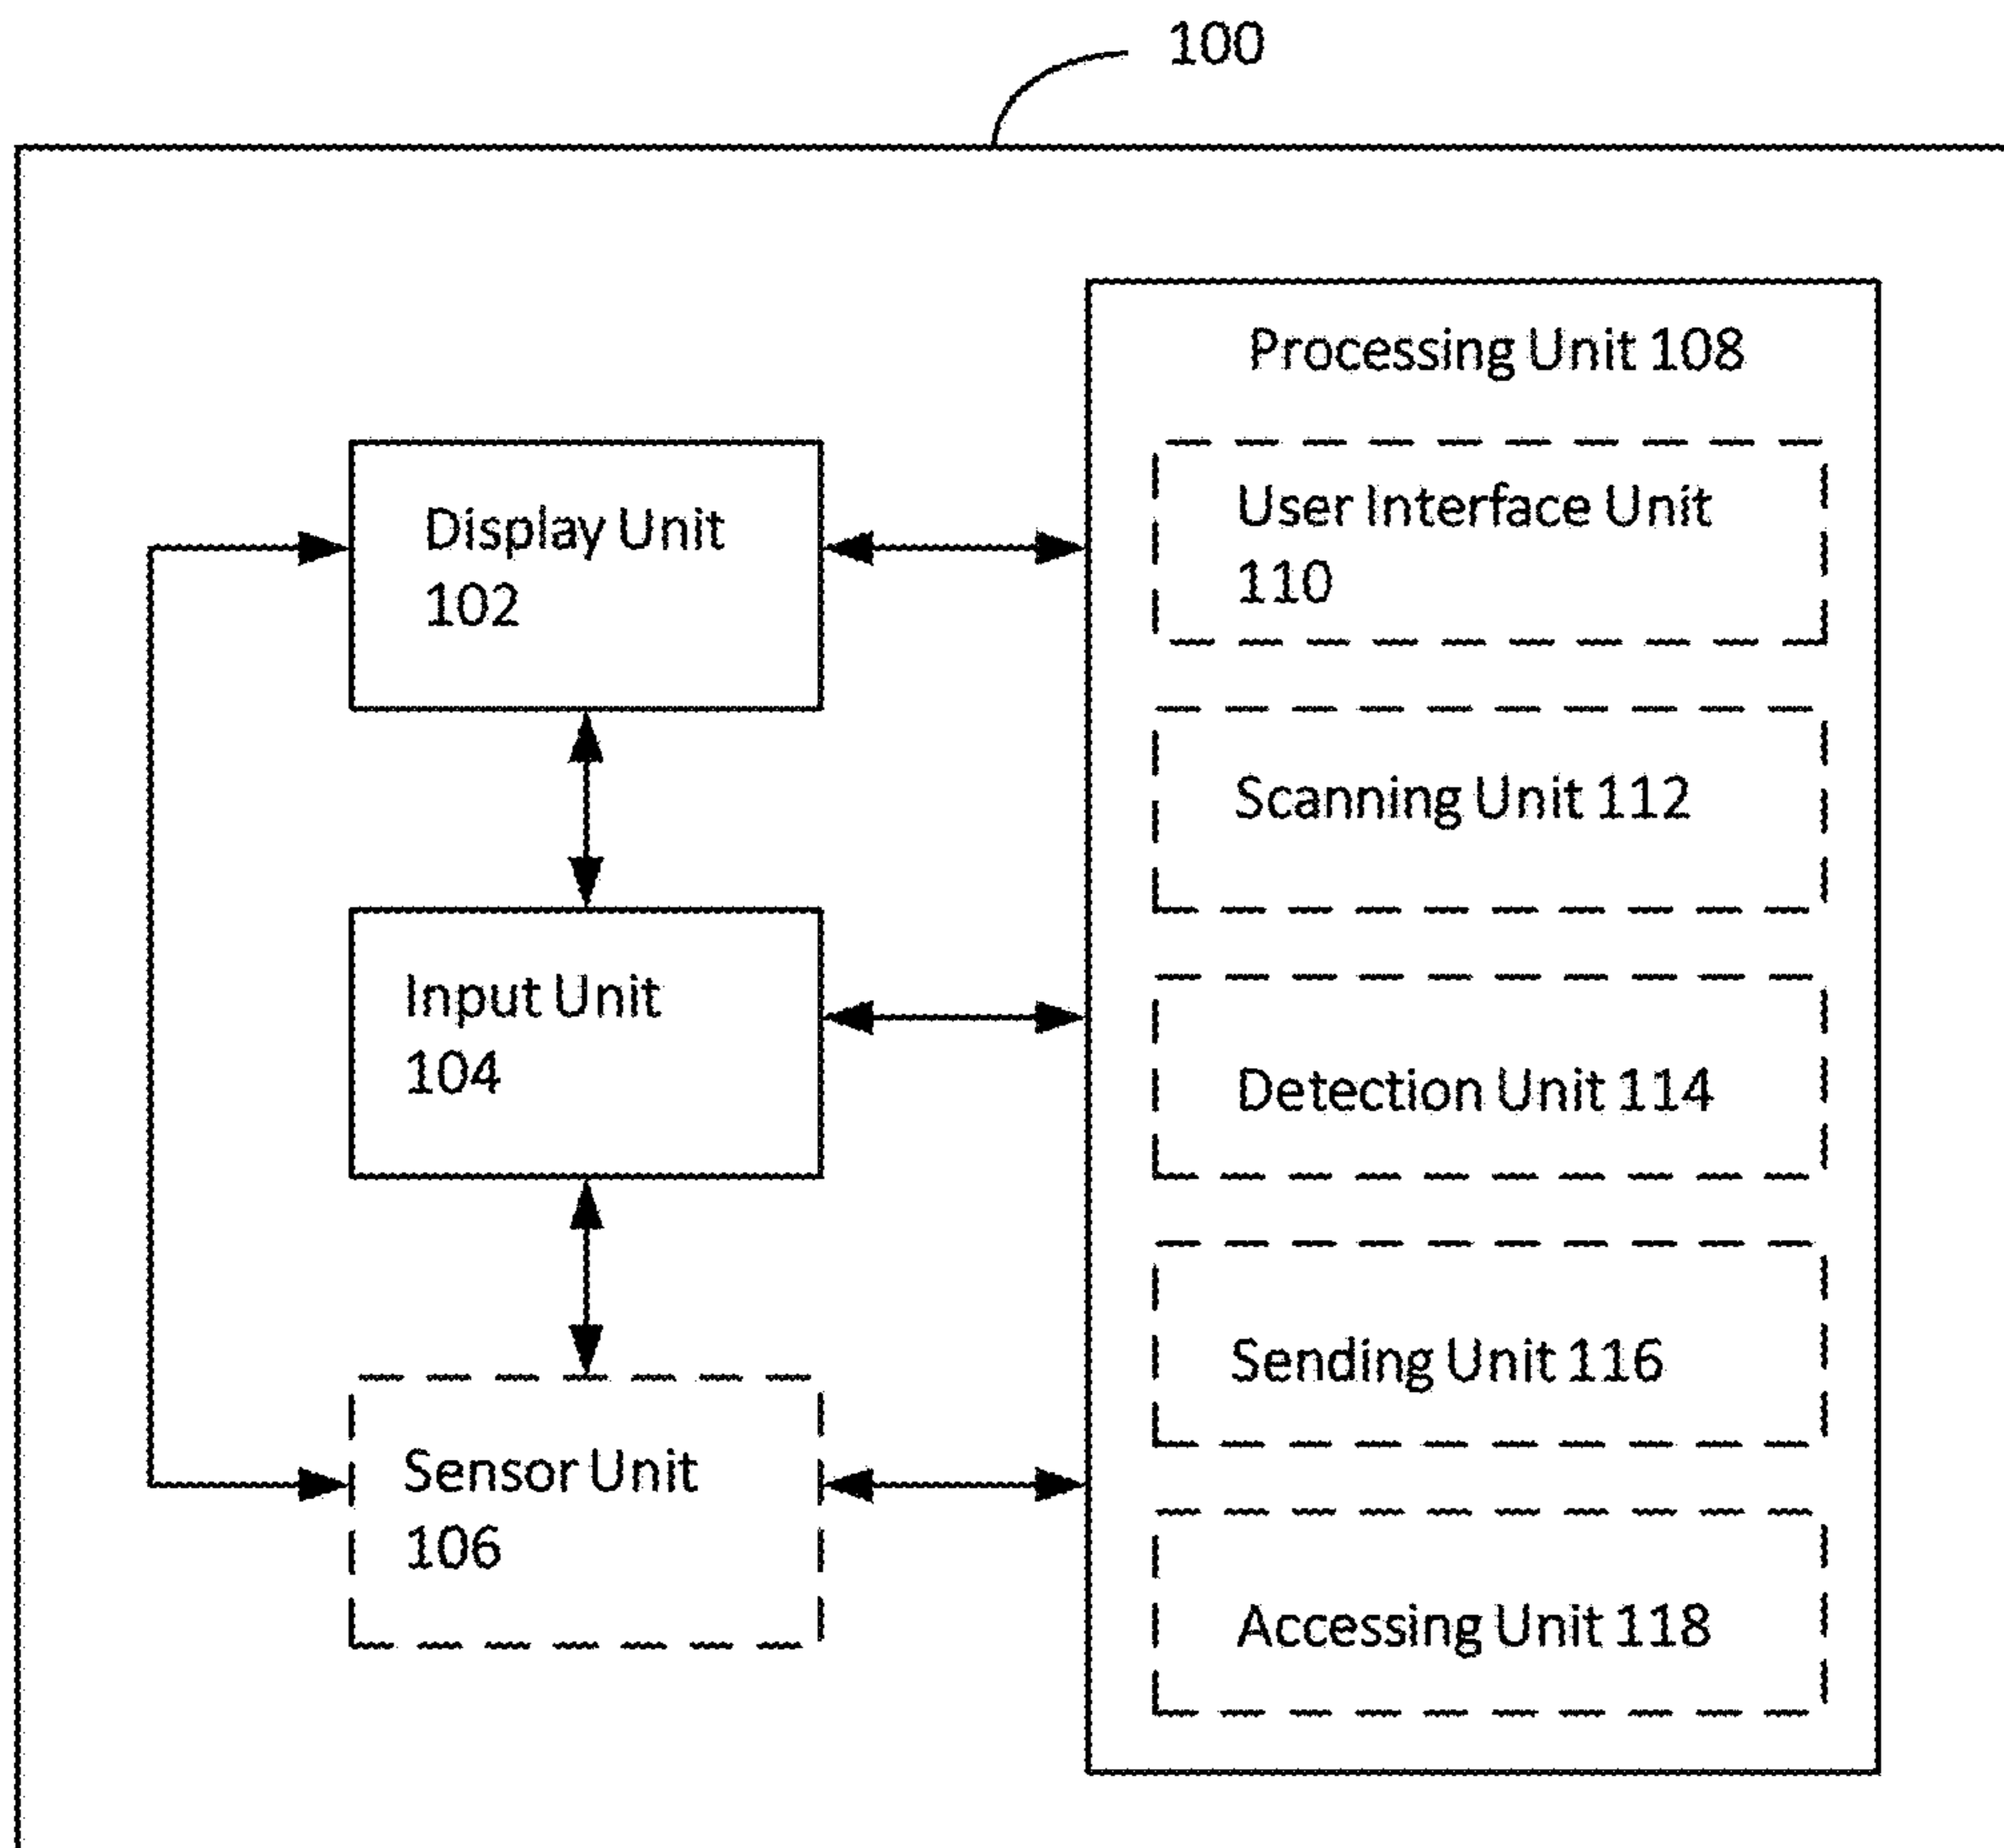 100
Processing Unit 108
Display Unit
102
User Interface Unit
110
Scanning Unit 112
Input Unit
104
Detection Unit 114
Sending Unit 116
Sensor Unit
106
Accessing Unit 118